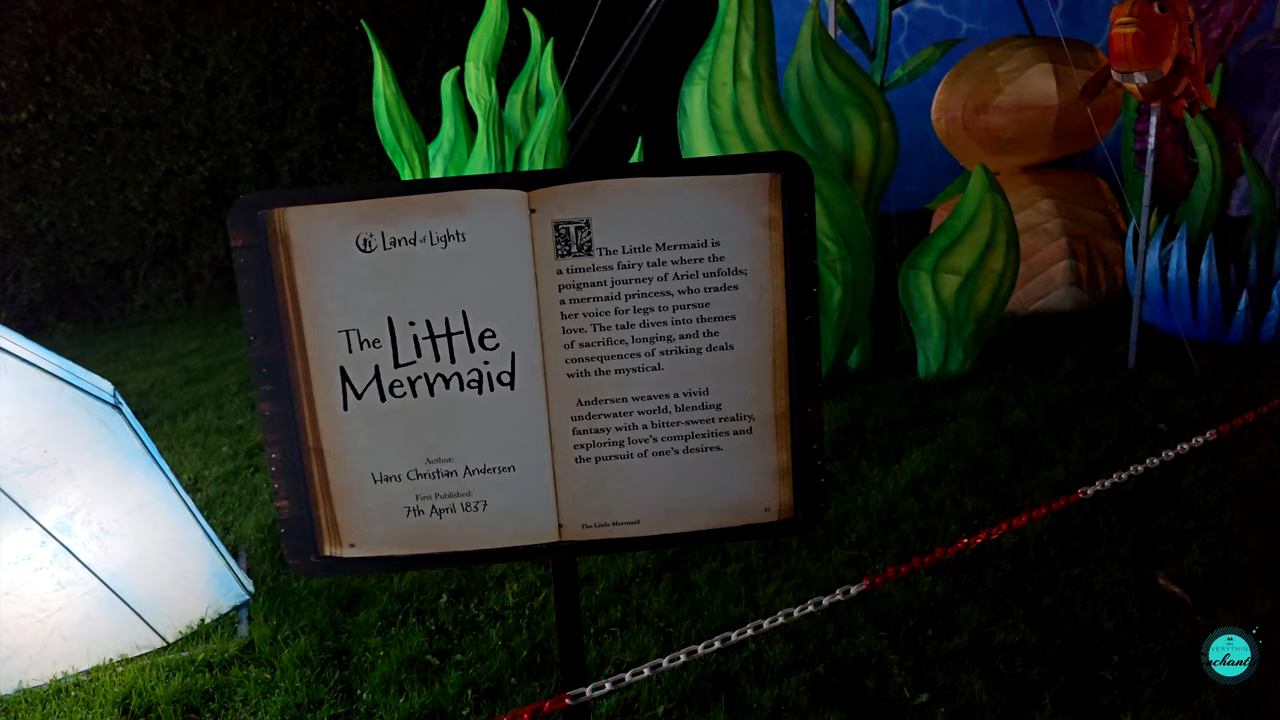 Land of Lights
The Little
Mermaid
Author:
Hans Christian Andersen
First Published:
7th April 1837
36
T The Little Mermaid is
a timeless fairy tale where the
poignant journey of Ariel unfolds;
a mermaid princess, who trades
her voice for legs to pursue
love. The tale dives into themes
of sacrifice, longing, and the
consequences of striking deals
with the mystical.
Andersen weaves a vivid
underwater world, blending
fantasy with a bitter-sweet reality,
exploring love's complexities and
the pursuit of one's desires.
The Little Mermaid